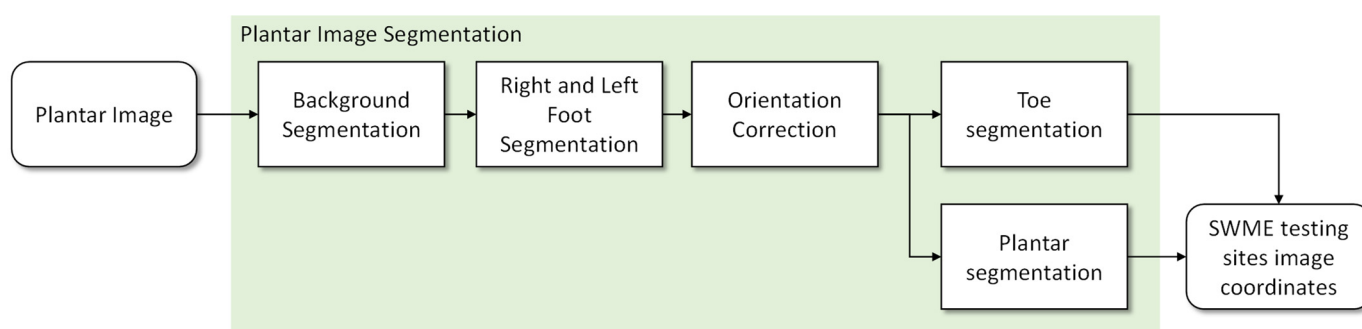 Plantar Image Segmentation
Plantar Image
Background
Segmentation
Right and Left
Foot
Segmentation
Orientation
Correction
Toe
segmentation
Plantar
segmentation
SWME testing
sites image
coordinates